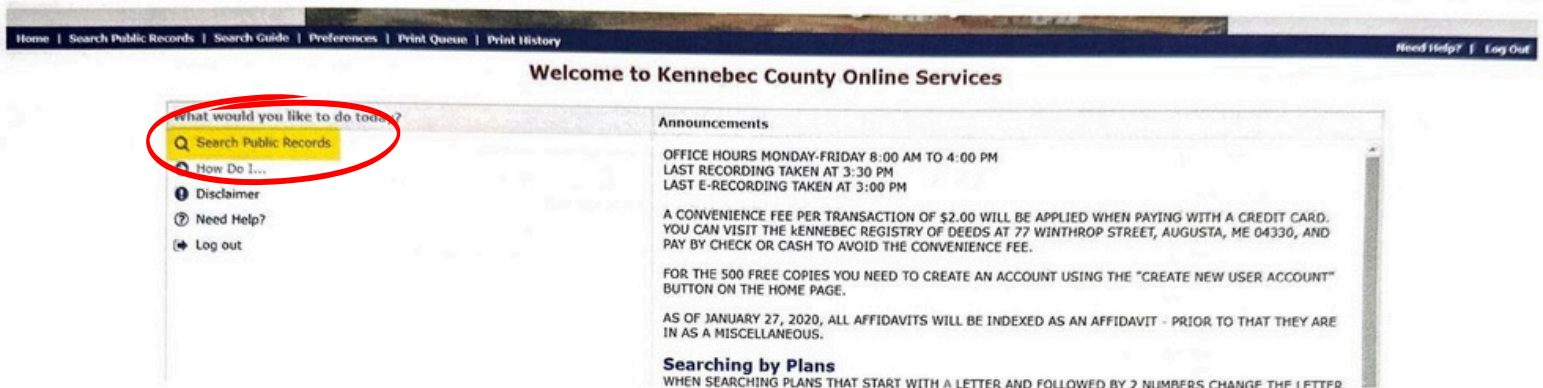 Home | Search Public Records | Search Guide | Preferences | Print Queue | Print History
Need Help? | Log Out
Welcome to Kennebec County Online Services
What would you like to do today?
Search Public Records
How Do I...
Disclaimer
Need Help?
Log out
Announcements
OFFICE HOURS MONDAY-FRIDAY 8:00 AM TO 4:00 PM
LAST RECORDING TAKEN AT 3:30 PM
LAST E-RECORDING TAKEN AT 3:00 PM
A CONVENIENCE FEE PER TRANSACTION OF $2.00 WILL BE APPLIED WHEN PAYING WITH A CREDIT CARD.
YOU CAN VISIT THE kENNEBEC REGISTRY OF DEEDS AT 77 WINTHROP STREET, AUGUSTA, ME 04330, AND
PAY BY CHECK OR CASH TO AVOID THE CONVENIENCE FEE.
FOR THE 500 FREE COPIES YOU NEED TO CREATE AN ACCOUNT USING THE "CREATE NEW USER ACCOUNT"
BUTTON ON THE HOME PAGE.
AS OF JANUARY 27, 2020, ALL AFFIDAVITS WILL BE INDEXED AS AN AFFIDAVIT - PRIOR TO THAT THEY ARE
IN AS A MISCELLANEOUS.
Searching by Plans
WHEN SEARCHING PLANS THAT START WITH A LETTER AND FOLLOWED BY 2 NUMBERS CHANGE THE LETTER